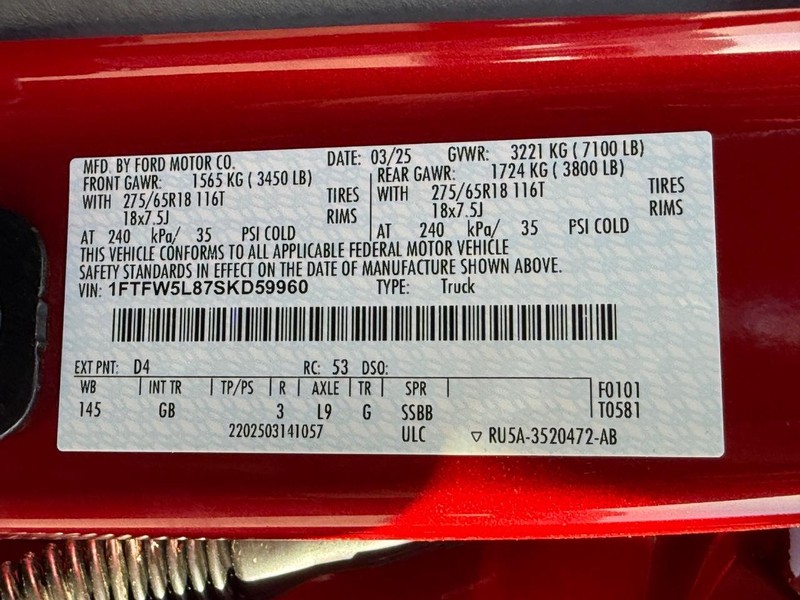 MFD. BY FORD MOTOR CO. DATE: 03/25 GVWR: 3221 KG ( 7100 LB)
FRONT GAWR: 1565 KG ( 3450 LB) REAR GAWR: 1724 KG ( 3800 LB)
WITH 275/65R18 116T TIRES WITH 275/65R18 116T TIRES
18x7.5J RIMS 18x7.5J RIMS
AT 240 kPa/ 35 PSI COLD AT 240 kPa/ 35 PSI COLD
THIS VEHICLE CONFORMS TO ALL APPLICABLE FEDERAL MOTOR VEHICLE
SAFETY STANDARDS IN EFFECT ON THE DATE OF MANUFACTURE SHOWN ABOVE.
VIN: 1FTFW5L87SKD59960 TYPE: Truck
EXT PNT: D4 RC: 53 DSO:
WB INT TR TP/PS R AXLE TR SPR F0101
145 GB 3 L9 G SSBB T0581
2202503141057 ULC ▽ RU5A-3520472-AB